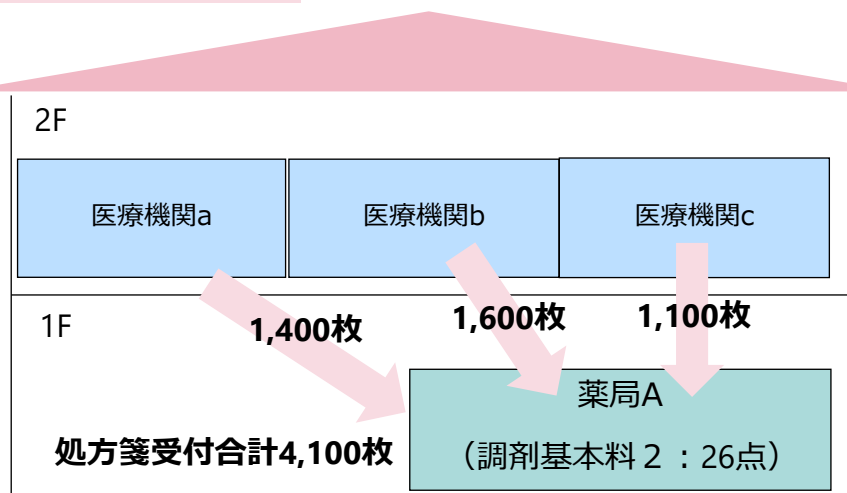 2F
医療機関a
医療機関b
医療機関c
1F
1,400枚
1,600枚
1,100枚
薬局A
処方箋受付合計4,100枚
（調剤基本料２：26点）